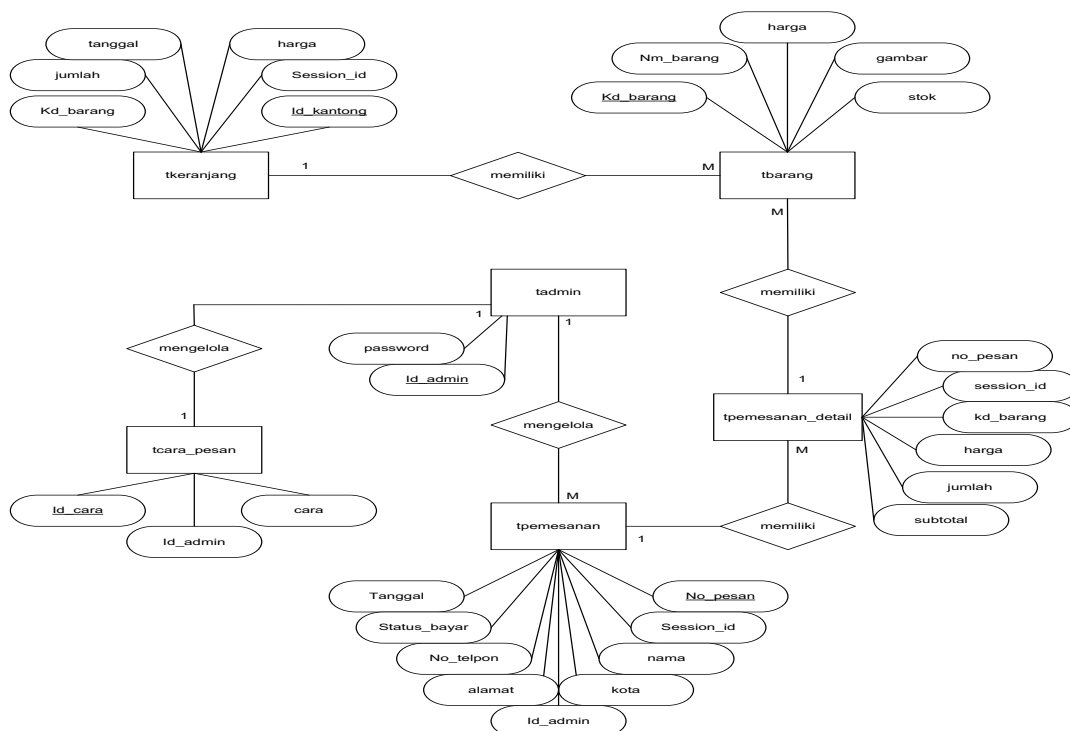 harga
tanggal
harga
Nm_barang
gambar
jumlah
Session_id
Kd_barang
stok
Kd_barang
Id_kantong
tkeranjang
1
memiliki
M
tbarang
M
tadmin
memiliki
1
1
mengelola
password
Id_admin
no_pesan
session_id
1
1
tpemesanan_detail
kd_barang
mengelola
tcara_pesan
M
harga
jumlah
Id_cara
cara
M
subtotal
Id_admin
tpemesanan
1
memiliki
Tanggal
No_pesan
Status_bayar
Session_id
No_telpon
nama
alamat
kota
Id_admin